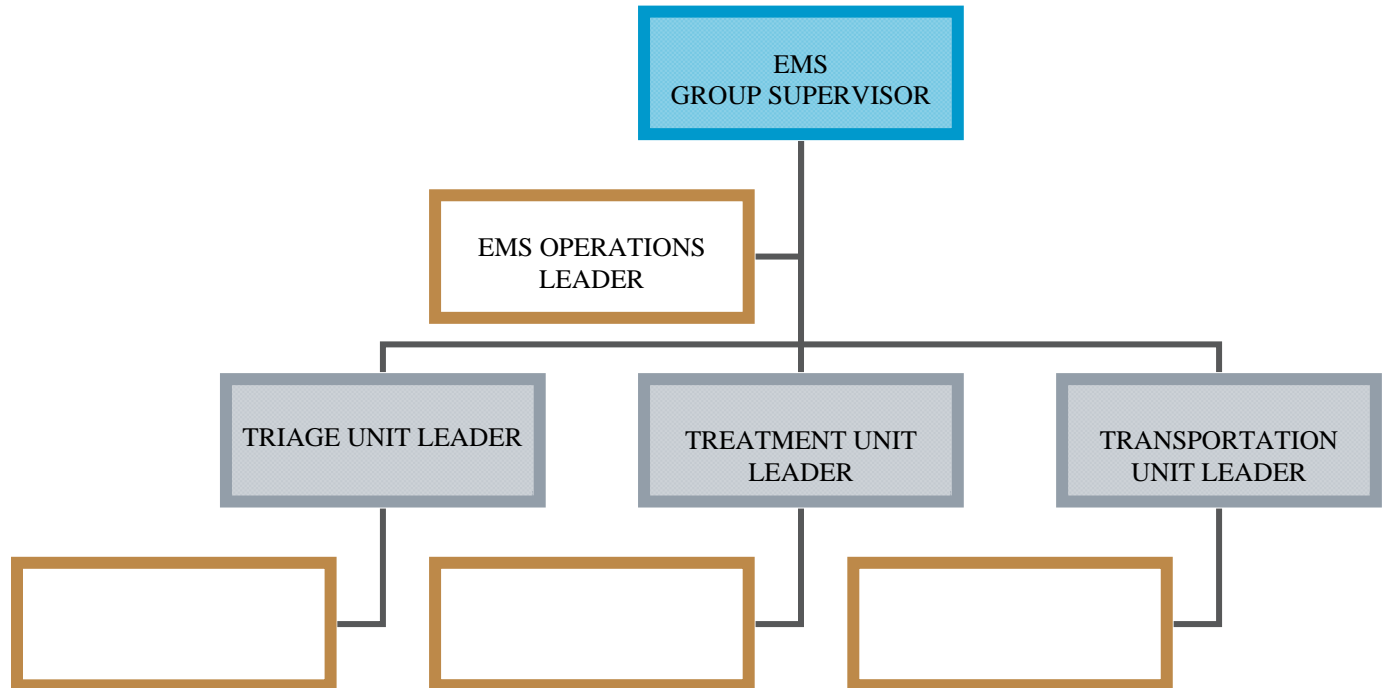 EMS
GROUP SUPERVISOR
EMS OPERATIONS
LEADER
TRIAGE UNIT LEADER
TREATMENT UNIT
LEADER
TRANSPORTATION
UNIT LEADER